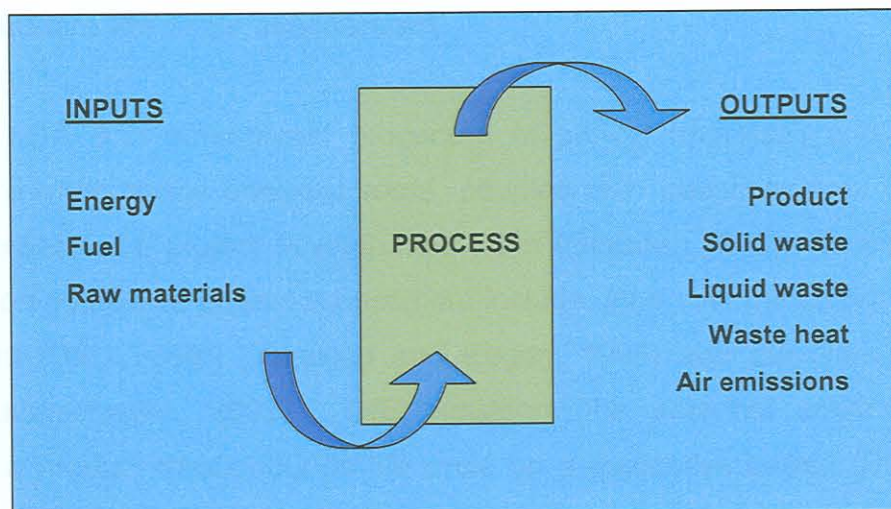 INPUTS
Energy
Fuel
Raw materials
PROCESS
OUTPUTS
Product
Solid waste
Liquid waste
Waste heat
Air emissions